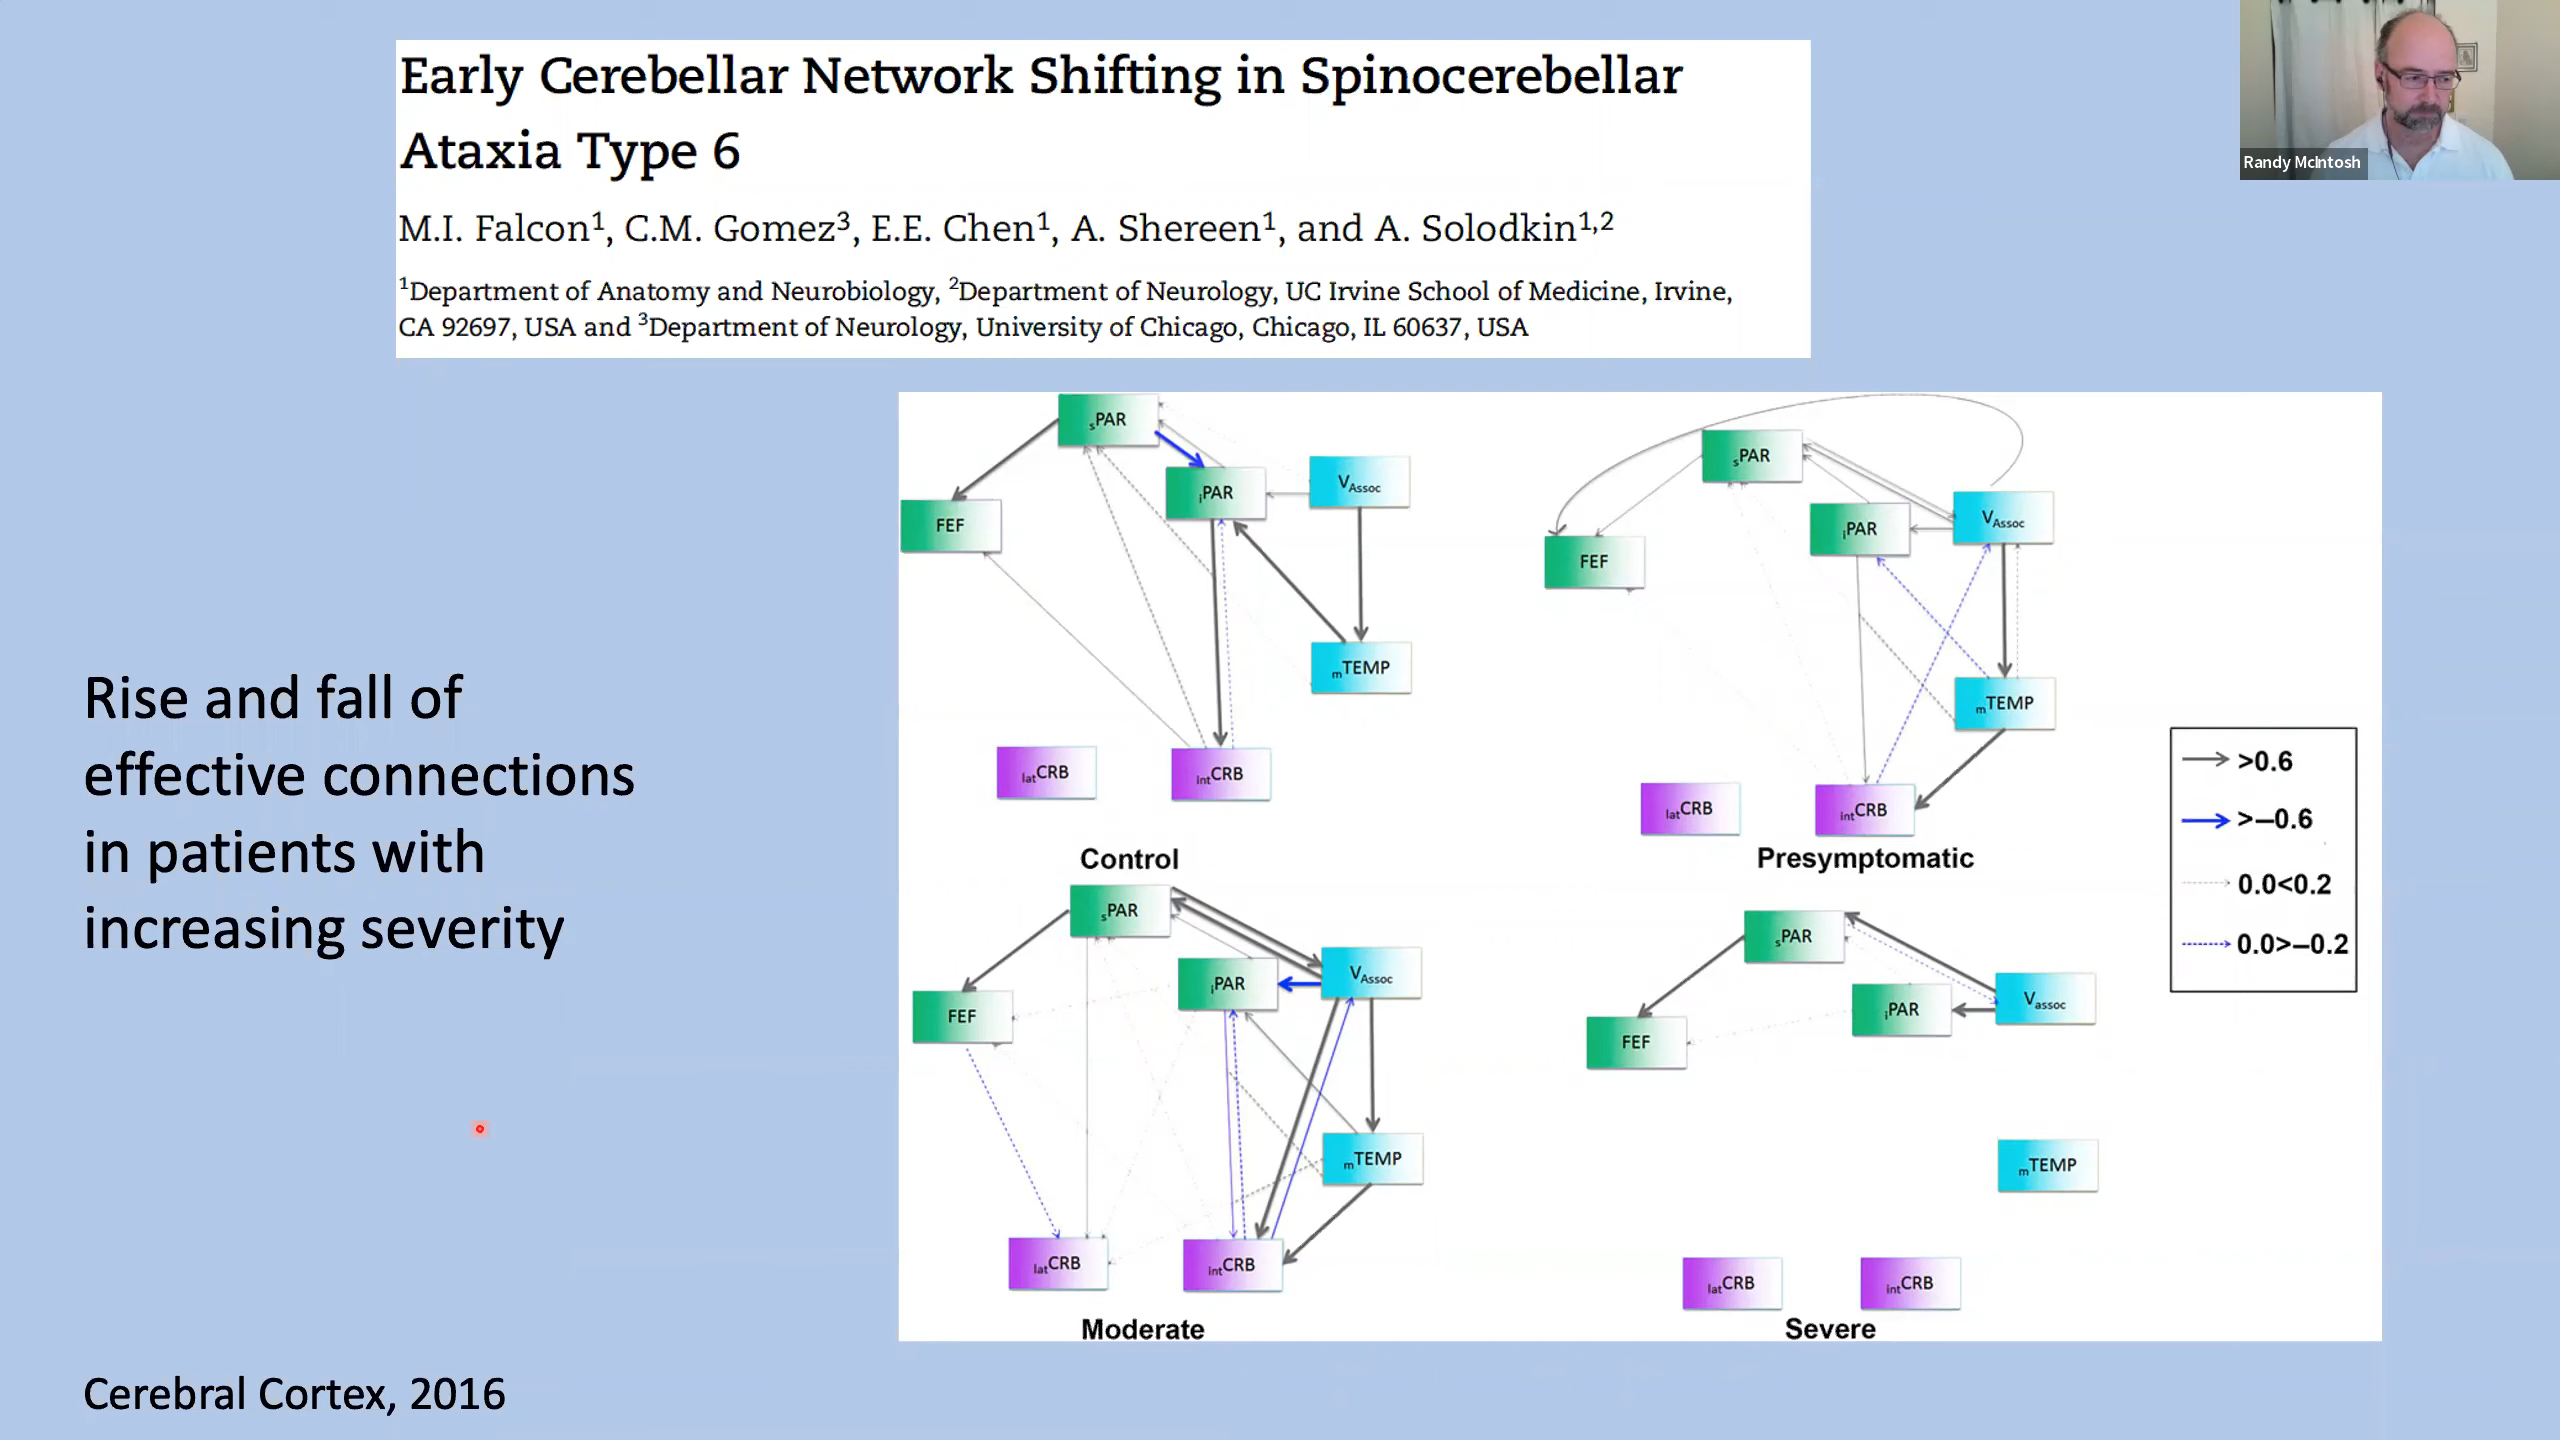 Early Cerebellar Network Shifting in Spinocerebellar
Ataxia Type 6
M.I. Falcon¹, C.M. Gomez³, E.E. Chen¹, A. Shereen¹, and A. Solodkin¹,²
¹Department of Anatomy and Neurobiology, ²Department of Neurology, UC Irvine School of Medicine, Irvine,
CA 92697, USA and ³Department of Neurology, University of Chicago, Chicago, IL 60637, USA
Randy McIntosh
Rise and fall of
effective connections
in patients with
increasing severity
Cerebral Cortex, 2016
sPAR
iPAR
VAssoc
FEF
mTEMP
latCRB
intCRB
Control
sPAR
iPAR
VAssoc
FEF
mTEMP
latCRB
intCRB
Presymptomatic
sPAR
iPAR
VAssoc
FEF
mTEMP
latCRB
intCRB
Moderate
sPAR
iPAR
Vassoc
FEF
mTEMP
latCRB
intCRB
Severe
>0.6
>–0.6
0.0<0.2
0.0>–0.2